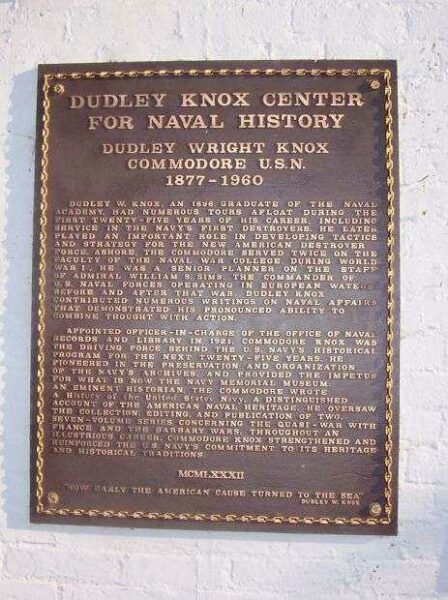 DUDLEY KNOX CENTER
FOR NAVAL HISTORY
DUDLEY WRIGHT KNOX
COMMODORE U.S.N.
1877-1960
DUDLEY W. KNOX, AN 1896 GRADUATE OF THE NAVAL
ACADEMY, HAD NUMEROUS TOURS AFLOAT DURING THE
FIRST TWENTY-FIVE YEARS OF HIS CAREER, INCLUDING
SERVICE IN THE NAVY'S FIRST DESTROYERS. HE LATER
PLAYED AN IMPORTANT ROLE IN DEVELOPING TACTICS
AND STRATEGY FOR THE NEW AMERICAN DESTROYER
FORCE. ASHORE, THE COMMODORE SERVED TWICE ON THE
FACULTY OF THE NAVAL WAR COLLEGE. DURING WORLD
WAR I, HE WAS A SENIOR PLANNER ON THE STAFF
OF ADMIRAL WILLIAM S. SIMS, THE COMMANDER OF
U.S. NAVAL FORCES OPERATING IN EUROPEAN WATERS.
BEFORE AND AFTER THAT WAR, DUDLEY KNOX
CONTRIBUTED NUMEROUS WRITINGS ON NAVAL AFFAIRS
THAT DEMONSTRATED HIS PRONOUNCED ABILITY TO
COMBINE THOUGHT WITH ACTION.
APPOINTED OFFICER-IN-CHARGE OF THE OFFICE OF NAVAL
RECORDS AND LIBRARY IN 1921, COMMODORE KNOX WAS
THE DRIVING FORCE BEHIND THE U.S. NAVY'S HISTORICAL
PROGRAM FOR THE NEXT TWENTY-FIVE YEARS. HE
PIONEERED IN THE PRESERVATION AND ORGANIZATION
OF THE NAVY'S ARCHIVES, AND PROVIDED THE IMPETUS
FOR WHAT IS NOW THE NAVY MEMORIAL MUSEUM.
AN EMINENT HISTORIAN, THE COMMODORE WROTE
A History of the United States Navy, A DISTINGUISHED
ACCOUNT OF THE AMERICAN NAVAL HERITAGE. HE OVERSAW
THE COLLECTION, EDITING, AND PUBLICATION OF TWO,
SEVEN-VOLUME SERIES CONCERNING THE QUASI-WAR WITH
FRANCE AND THE BARBARY WARS. THROUGHOUT AN
ILLUSTRIOUS CAREER, COMMODORE KNOX STRENGTHENED AND
REINFORCED THE U.S. NAVY'S COMMITMENT TO ITS HERITAGE
AND HISTORICAL TRADITIONS.
MCMLXXXII
"HOW EARLY THE AMERICAN CAUSE TURNED TO THE SEA"
DUDLEY W. KNOX